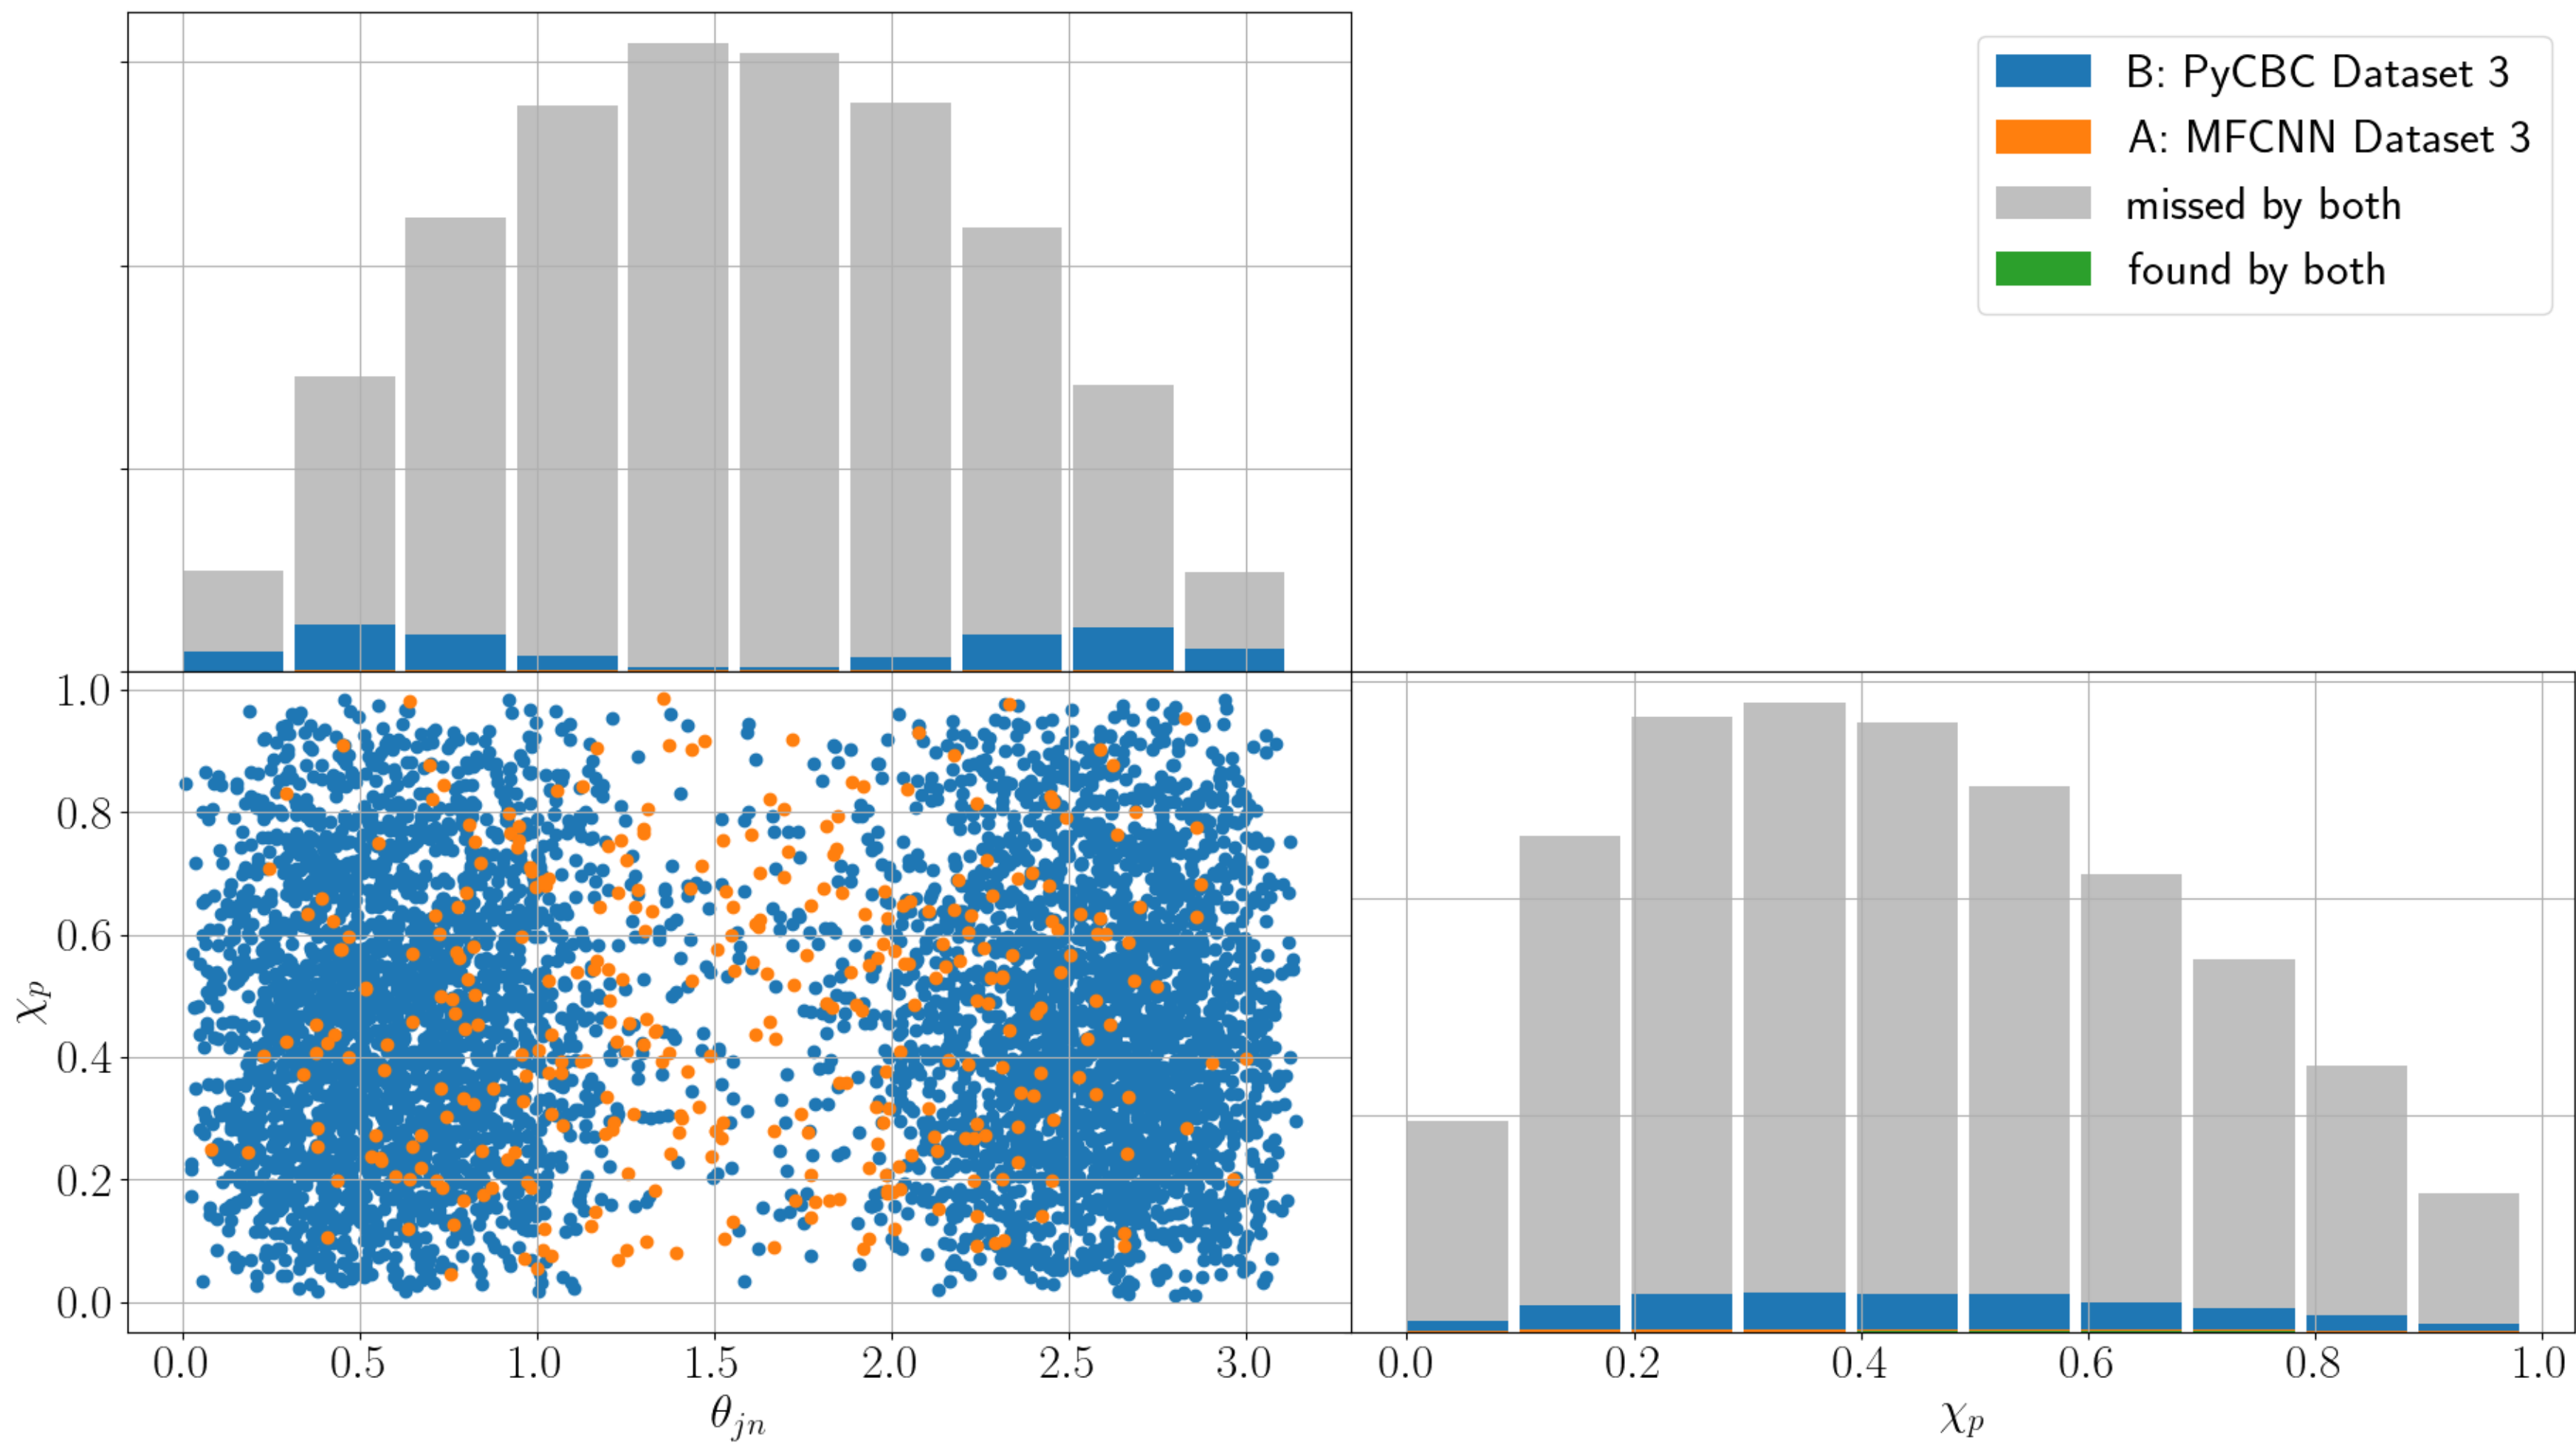 B: PyCBC Dataset 3
A: MFCNN Dataset 3
missed by both
found by both
1.0
0.8
0.6
0.4
0.2
0.0
χp
0.0 0.5 1.0 1.5 2.0 2.5 3.0
θjn
0.0 0.2 0.4 0.6 0.8 1.0
χp